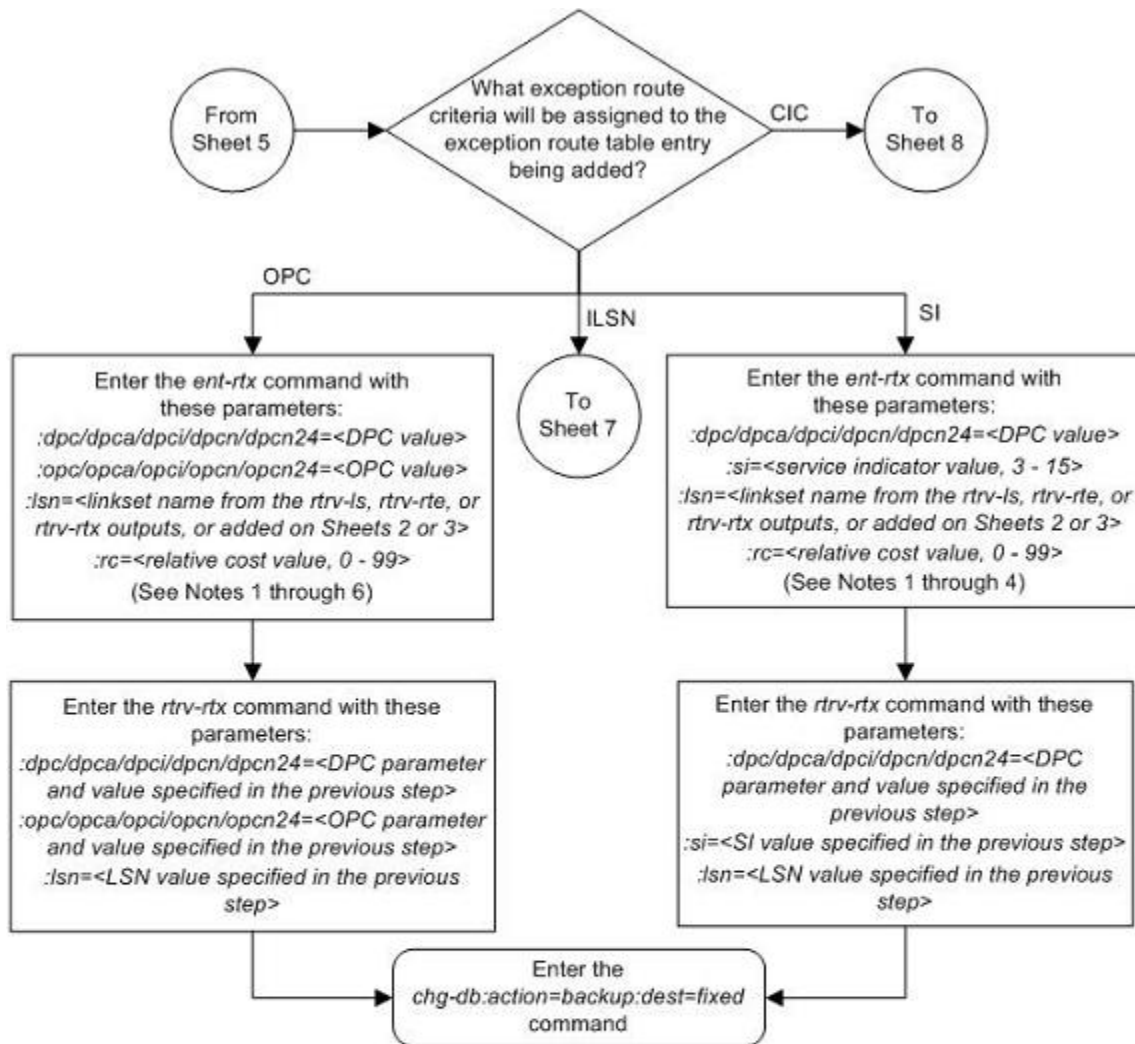 From
Sheet 5
What exception route
criteria will be assigned to the
exception route table entry
being added?
CIC
To
Sheet 8
OPC
ILSN
SI
Enter the ent-rtx command with
these parameters:
:dpc/dpca/dpci/dpcn/dpcn24=<DPC value>
:opc/opca/opci/opcn/opcn24=<OPC value>
:lsn=<linkset name from the rtrv-ls, rtrv-rte, or
rtrv-rtx outputs, or added on Sheets 2 or 3>
:rc=<relative cost value, 0 - 99>
(See Notes 1 through 6)
To
Sheet 7
Enter the ent-rtx command with
these parameters:
:dpc/dpca/dpci/dpcn/dpcn24=<DPC value>
:si=<service indicator value, 3 - 15>
:lsn=<linkset name from the rtrv-ls, rtrv-rte, or
rtrv-rtx outputs, or added on Sheets 2 or 3>
:rc=<relative cost value, 0 - 99>
(See Notes 1 through 4)
Enter the rtrv-rtx command with these
parameters:
:dpc/dpca/dpci/dpcn/dpcn24=<DPC parameter
and value specified in the previous step>
:opc/opca/opci/opcn/opcn24=<OPC parameter
and value specified in the previous step>
:lsn=<LSN value specified in the previous
step>
Enter the rtrv-rtx command with these
parameters:
:dpc/dpca/dpci/dpcn/dpcn24=<DPC
parameter and value specified in the
previous step>
:si=<SI value specified in the previous step>
:lsn=<LSN value specified in the previous
step>
Enter the
chg-db:action=backup:dest=fixed
command